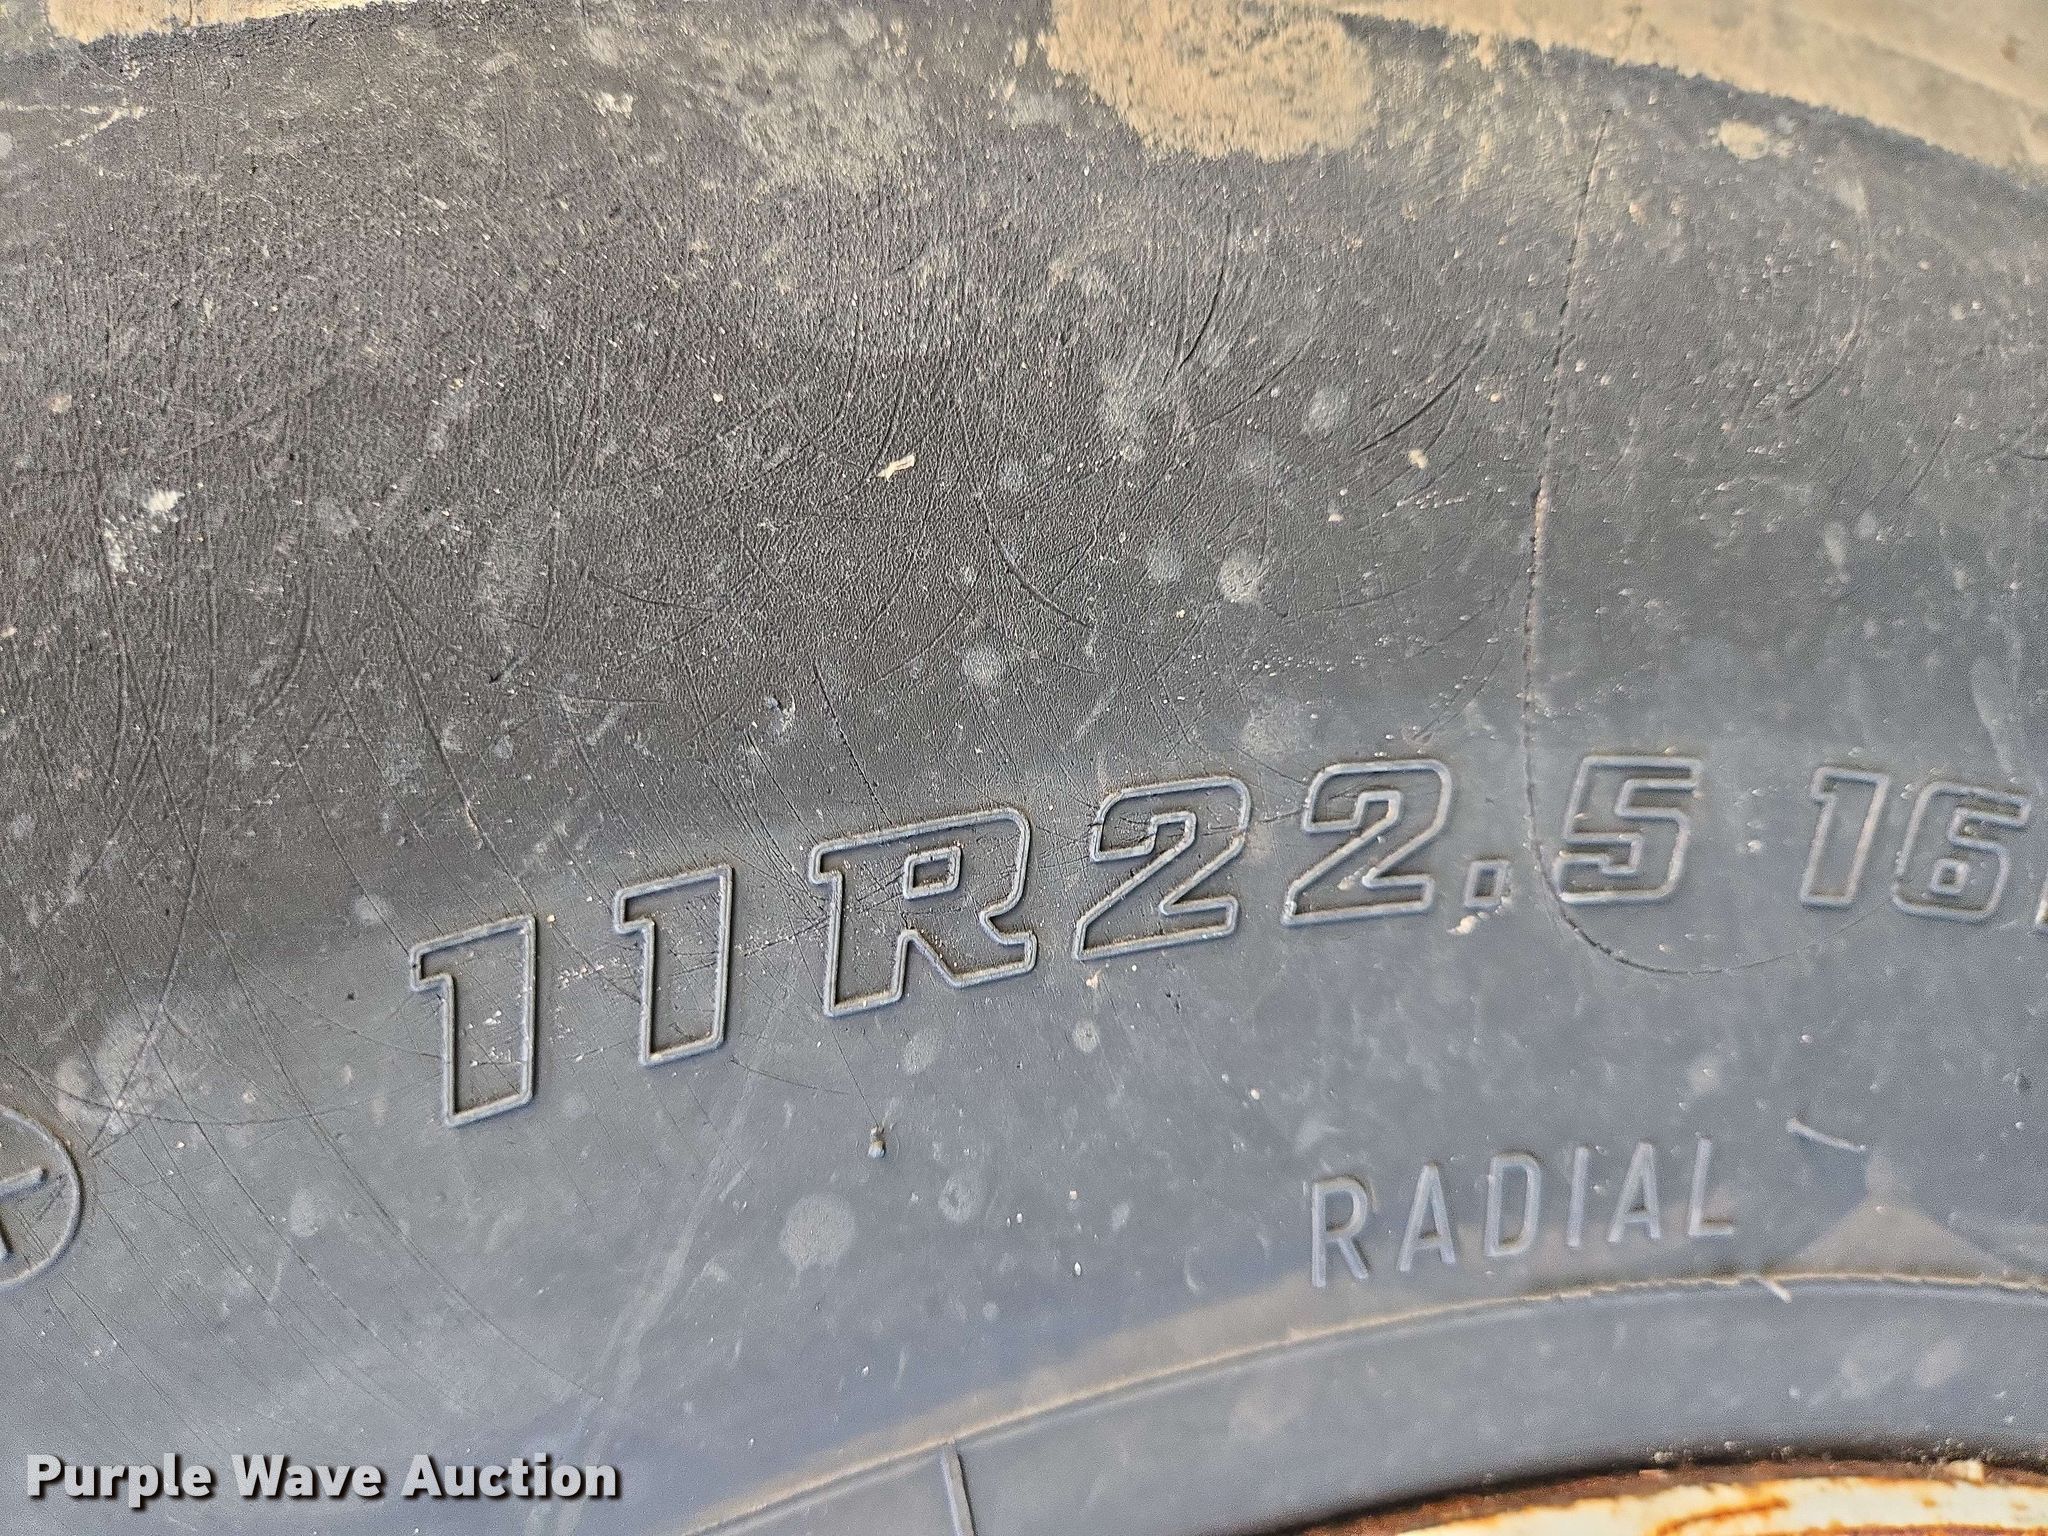 11R22.5 16
RADIAL
Purple Wave Auction